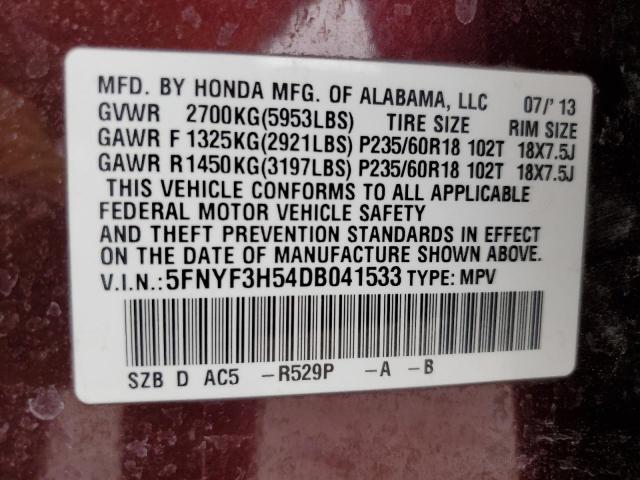 MFD. BY HONDA MFG. OF ALABAMA, LLC 07/'13
GVWR 2700KG(5953LBS) TIRE SIZE RIM SIZE
GAWR F 1325KG(2921LBS) P235/60R18 102T 18X7.5J
GAWR R1450KG(3197LBS) P235/60R18 102T 18X7.5J
THIS VEHICLE CONFORMS TO ALL APPLICABLE
FEDERAL MOTOR VEHICLE SAFETY
AND THEFT PREVENTION STANDARDS IN EFFECT
ON THE DATE OF MANUFACTURE SHOWN ABOVE.
V.I.N.:5FNYF3H54DB041533 TYPE: MPV
SZB D AC5 -R529P -A -B